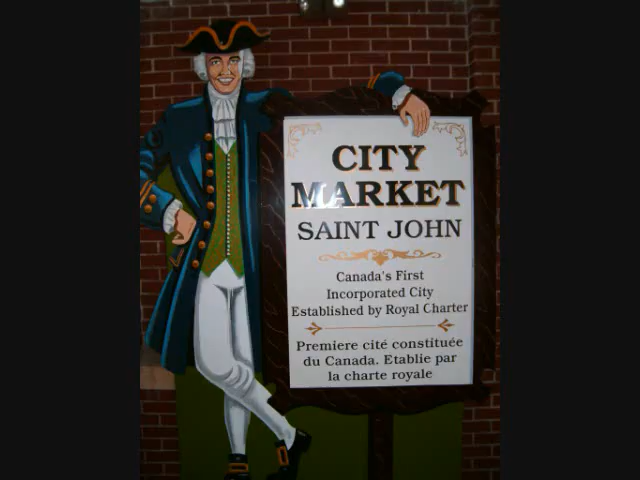 CITY
MARKET
SAINT JOHN
Canada's First
Incorporated City
Established by Royal Charter
Premiere cité constituée
du Canada. Etablie par
la charte royale